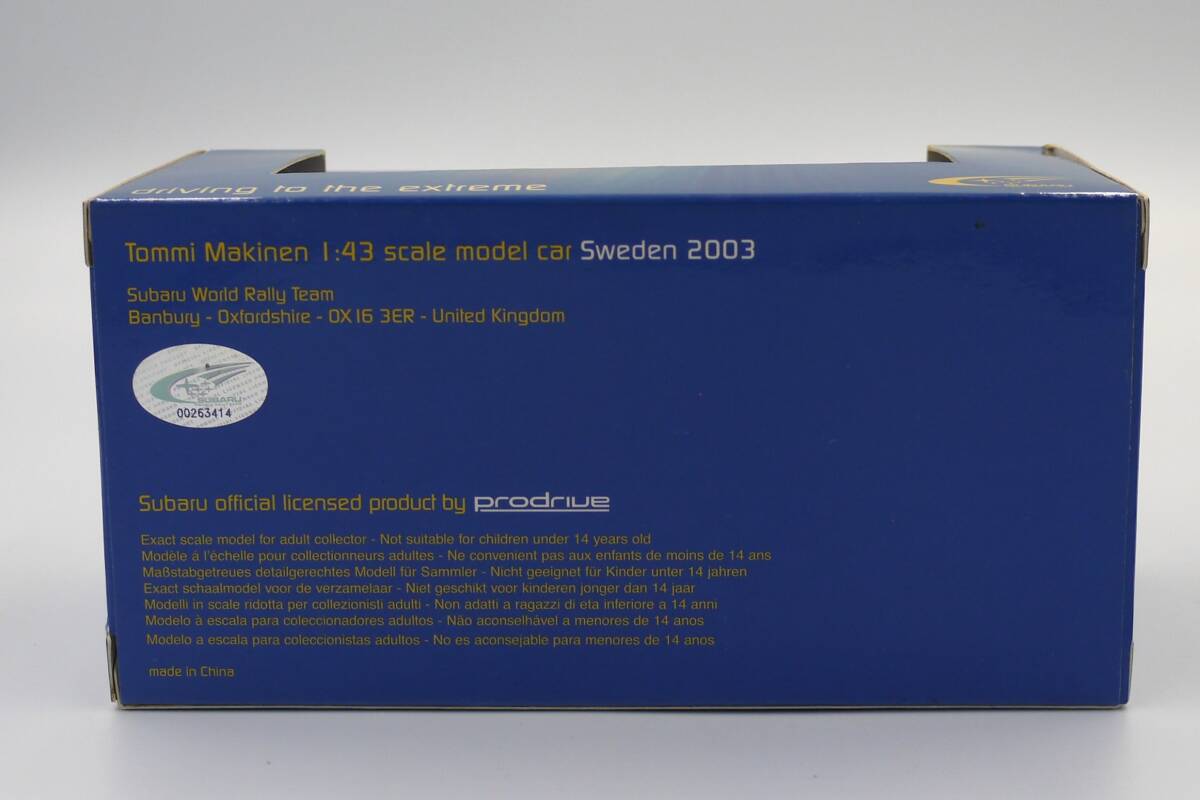 driving to the extreme
SUBARU
Tommi Makinen 1:43 scale model car Sweden 2003
Subaru World Rally Team
Banbury - Oxfordshire - OX16 3ER - United Kingdom
SUBARU
00263414
Subaru official licensed product by prodrive
Exact scale model for adult collector - Not suitable for children under 14 years old
Modèle á l'échelle pour collectionneurs adultes - Ne convenient pas aux enfants de moins de 14 ans
Maßstabgetreues detailgerechtes Modell für Sammler - Nicht geeignet für Kinder unter 14 jahren
Exact schaalmodel voor de verzamelaar - Niet geschikt voor kinderen jonger dan 14 jaar
Modelli in scale ridotta per collezionisti adulti - Non adatti a ragazzi di eta inferiore a 14 anni
Modelo à escala para coleccionadores adultos - Não aconselhável a menores de 14 anos
Modelo a escala para coleccionistas adultos - No es aconsejable para menores de 14 anos
made in China